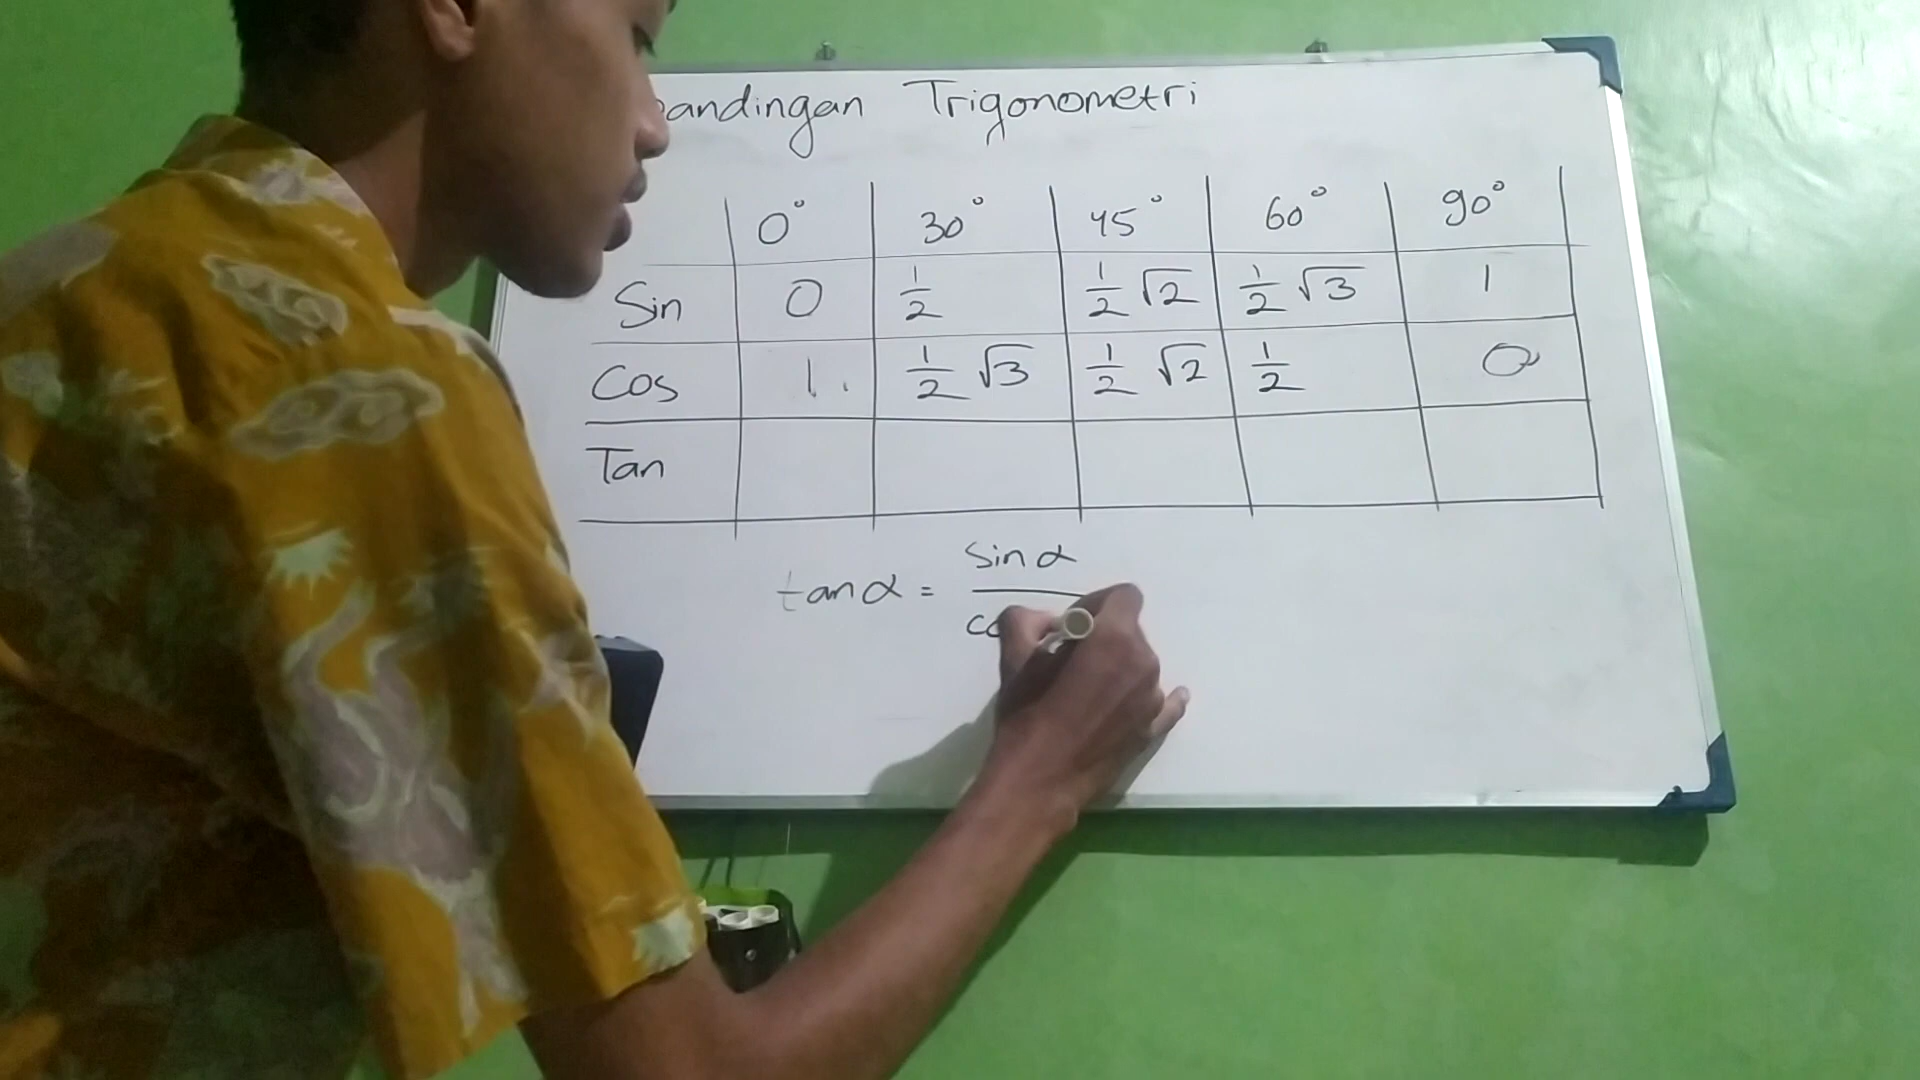 andingan Trigonometri
0° 30° 45° 60° 90°
Sin 0 1/2 1/2 √2 1/2 √3 1
Cos 1. 1/2 √3 1/2 √2 1/2 0
Tan
tan α = sin α